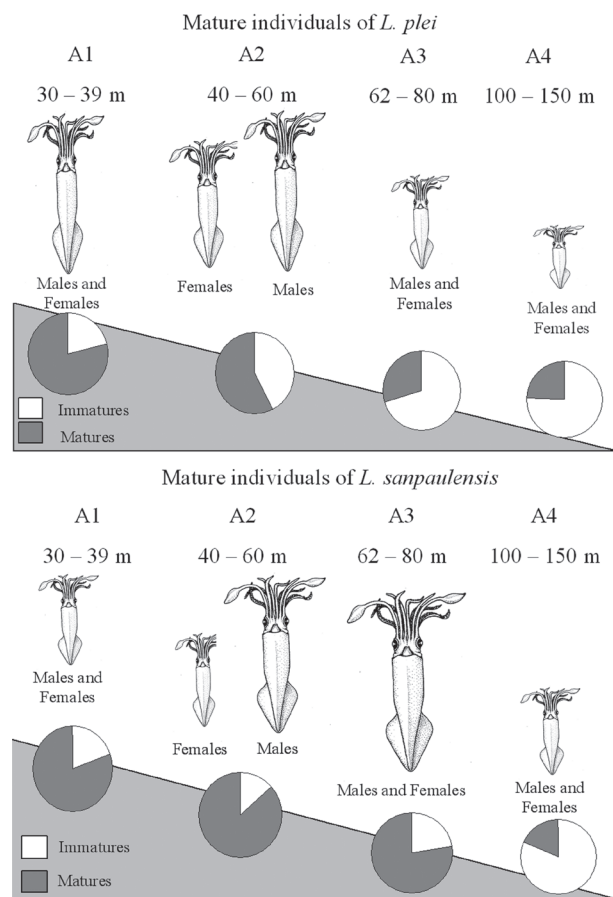 Mature individuals of L. plei
A1 A2 A3 A4
30 – 39 m 40 – 60 m 62 – 80 m 100 – 150 m
Males and
Females
Females
Males
Males and
Females
Males and
Females
Immatures
Matures
Mature individuals of L. sanpaulensis
A1 A2 A3 A4
30 – 39 m 40 – 60 m 62 – 80 m 100 – 150 m
Males and
Females
Females
Males
Males and Females
Males and
Females
Immatures
Matures